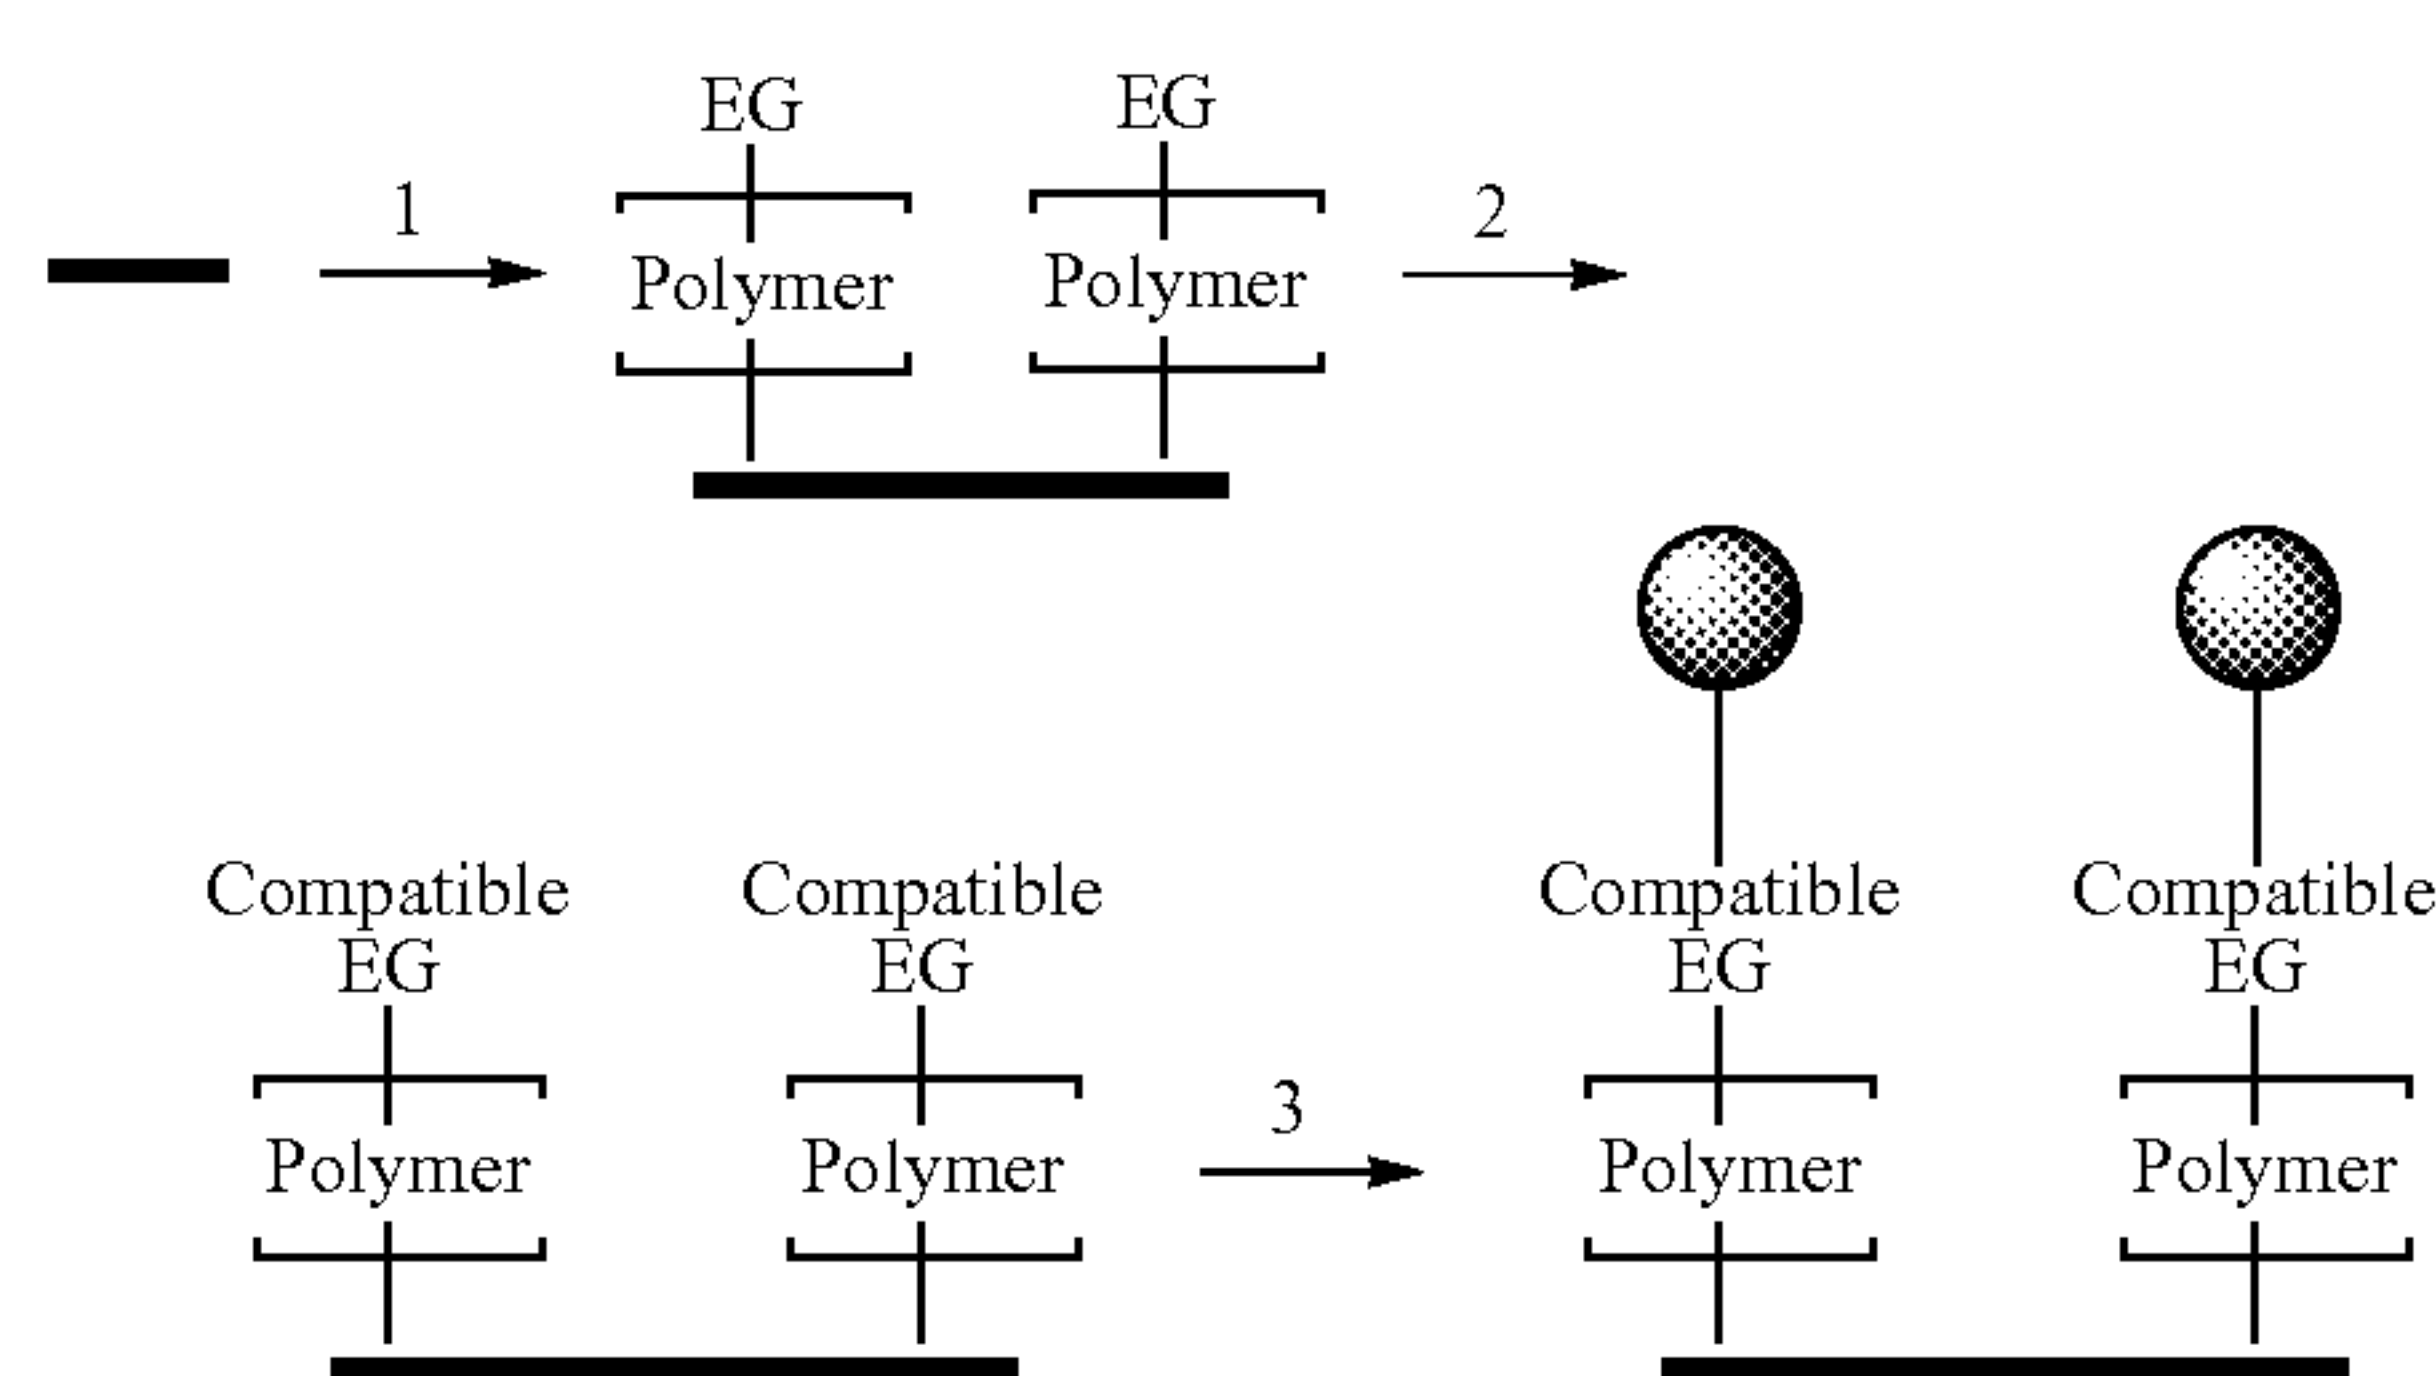 EG EG
1 2
Polymer Polymer
Compatible Compatible Compatible Compatible
EG EG EG EG
3
Polymer Polymer Polymer Polymer